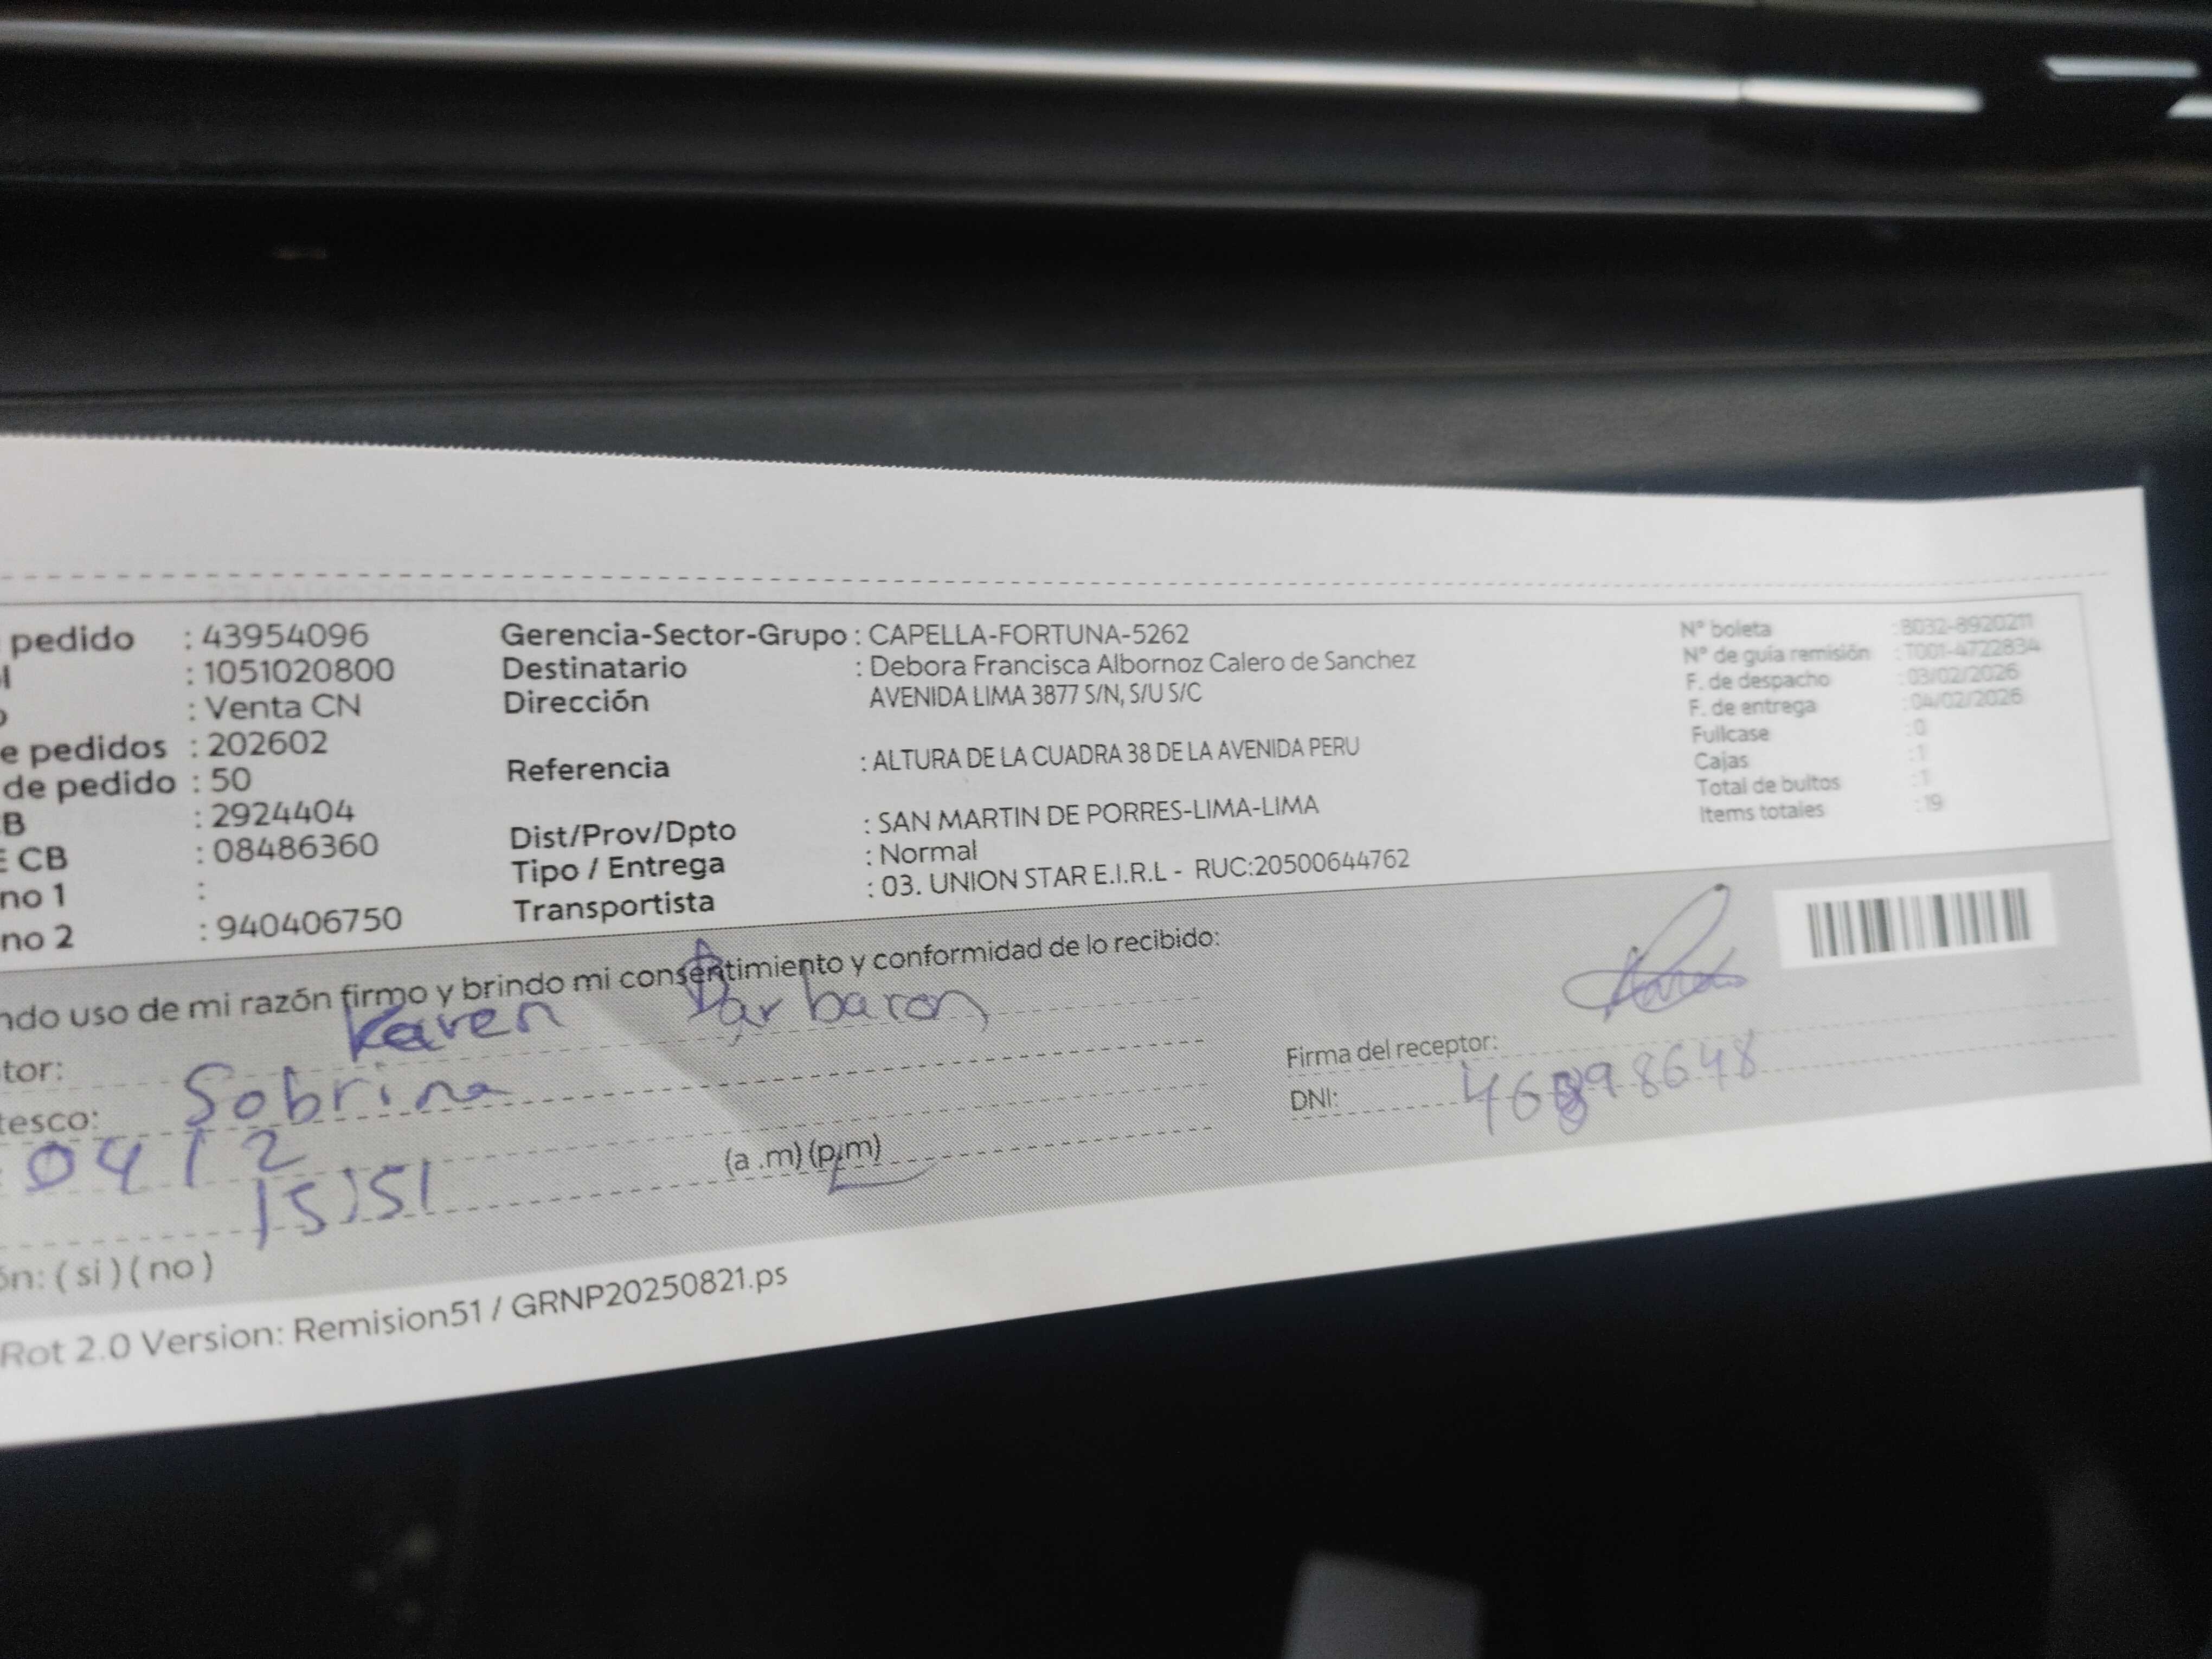 pedido : 43954096
: 1051020800
: Venta CN
e pedidos : 202602
de pedido : 50
B : 2924404
E CB : 08486360
no 1 :
no 2 : 940406750
Gerencia-Sector-Grupo : CAPELLA-FORTUNA-5262
Destinatario : Debora Francisca Albornoz Calero de Sanchez
Dirección AVENIDA LIMA 3877 S/N, S/U S/C
Referencia : ALTURA DE LA CUADRA 38 DE LA AVENIDA PERU
Dist/Prov/Dpto : SAN MARTIN DE PORRES-LIMA-LIMA
Tipo / Entrega : Normal
Transportista : 03. UNION STAR E.I.R.L - RUC:20500644762
N° boleta : B032-8920211
N° de guía remisión : T001-4722834
F. de despacho : 03/02/2026
F. de entrega : 04/02/2026
Fullcase : 0
Cajas : 1
Total de bultos : 1
Items totales : 19
ndo uso de mi razón firmo y brindo mi consentimiento y conformidad de lo recibido:
tor: Karen Barbaron
tesco: Sobrina
04/2
15:51 (a .m) (p.m)
ón: ( si ) ( no )
Firma del receptor:
DNI:
Rot 2.0 Version: Remision51 / GRNP20250821.ps